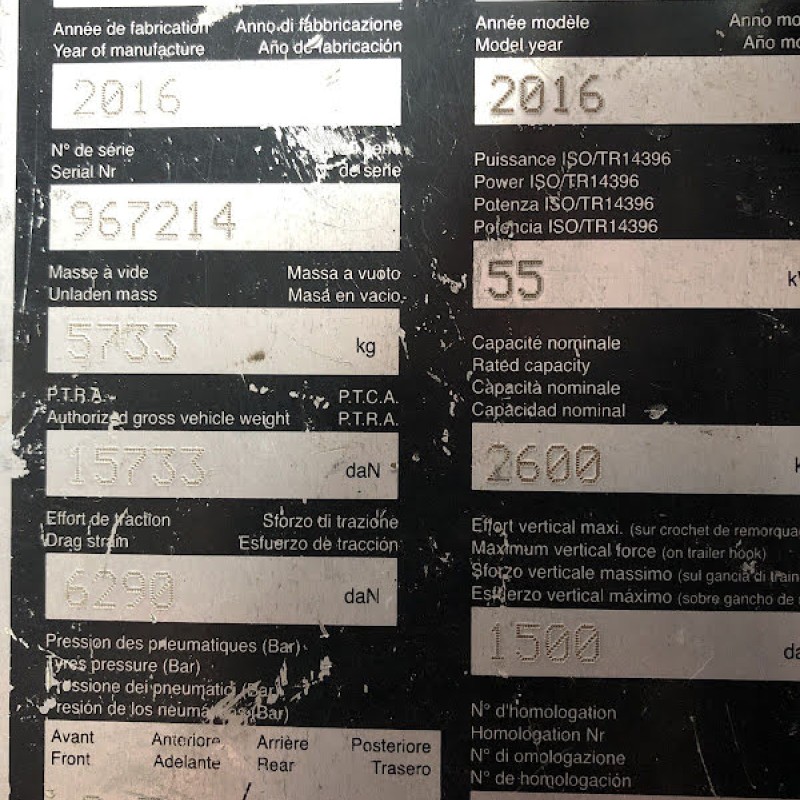 Année de fabrication Anno di fabbricazione
Year of manufacture Año de fabricación
2016
N° de série
Serial Nr de serie
967214
Masse à vide Massa a vuoto
Unladen mass Masa en vacio
5733 kg
P.T.R.A. P.T.C.A.
Authorized gross vehicle weight P.T.R.A.
15733 daN
Effort de traction Sforzo di trazione
Drag strain Esfuerzo de tracción
6290 daN
Pression des pneumatiques (Bar)
Tyres pressure (Bar)
Pressione dei pneumatici (Bar)
Presión de los (Bar)
Avant Anteriore Arrière Posteriore
Front Adelante Rear Trasero
Année modèle Anno
Model year Año
2016
Puissance ISO/TR14396
Power ISO/TR14396
Potenza ISO/TR14396
Potencia ISO/TR14396
55
Capacité nominale
Rated capacity
Capacità nominale
Capacidad nominal
2600
Effort vertical maxi. (sur crochet de
Maximum vertical force (on trailer hook)
Sforzo verticale massimo (sul gancia di
Esfuerzo vertical máximo (sobre gancho de
1500
N° d'homologation
Homologation Nr
N° di omologazione
N° de homologación